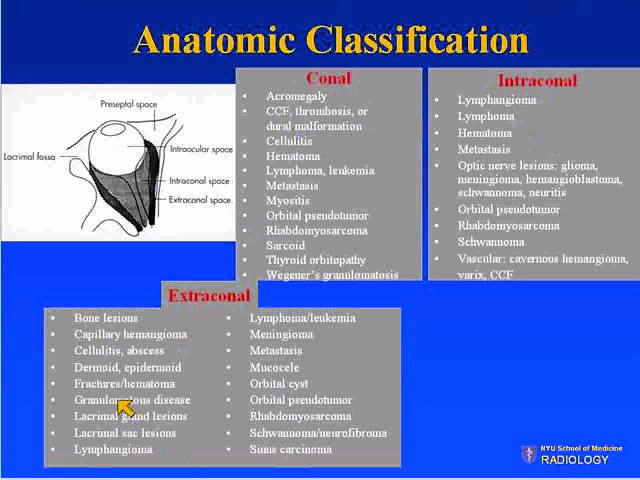 Anatomic Classification
Preseptal space
Lacrimal fossa
Intraocular space
Intraconal space
Extraconal space
Conal
Acromegaly
CCF, thrombosis, or
dural malformation
Cellulitis
Hematoma
Lymphoma, leukemia
Metastasis
Myositis
Orbital pseudotumor
Rhabdomyosarcoma
Sarcoid
Thyroid orbitopathy
Wegener's granulomatosis
Intraconal
Lymphangioma
Lymphoma
Hematoma
Metastasis
Optic nerve lesions: glioma,
meningioma, hemangioblastoma,
schwannoma, neuritis
Orbital pseudotumor
Rhabdomyosarcoma
Schwannoma
Vascular: cavernous hemangioma,
varix, CCF
Extraconal
Bone lesions
Capillary hemangioma
Cellulitis, abscess
Dermoid, epidermoid
Fractures/hematoma
Granulomatous disease
Lacrimal gland lesions
Lacrimal sac lesions
Lymphangioma
Lymphoma/leukemia
Meningioma
Metastasis
Mucocele
Orbital cyst
Orbital pseudotumor
Rhabdomyosarcoma
Schwannoma/neurofibroma
Sinus carcinoma
NYU School of Medicine
RADIOLOGY